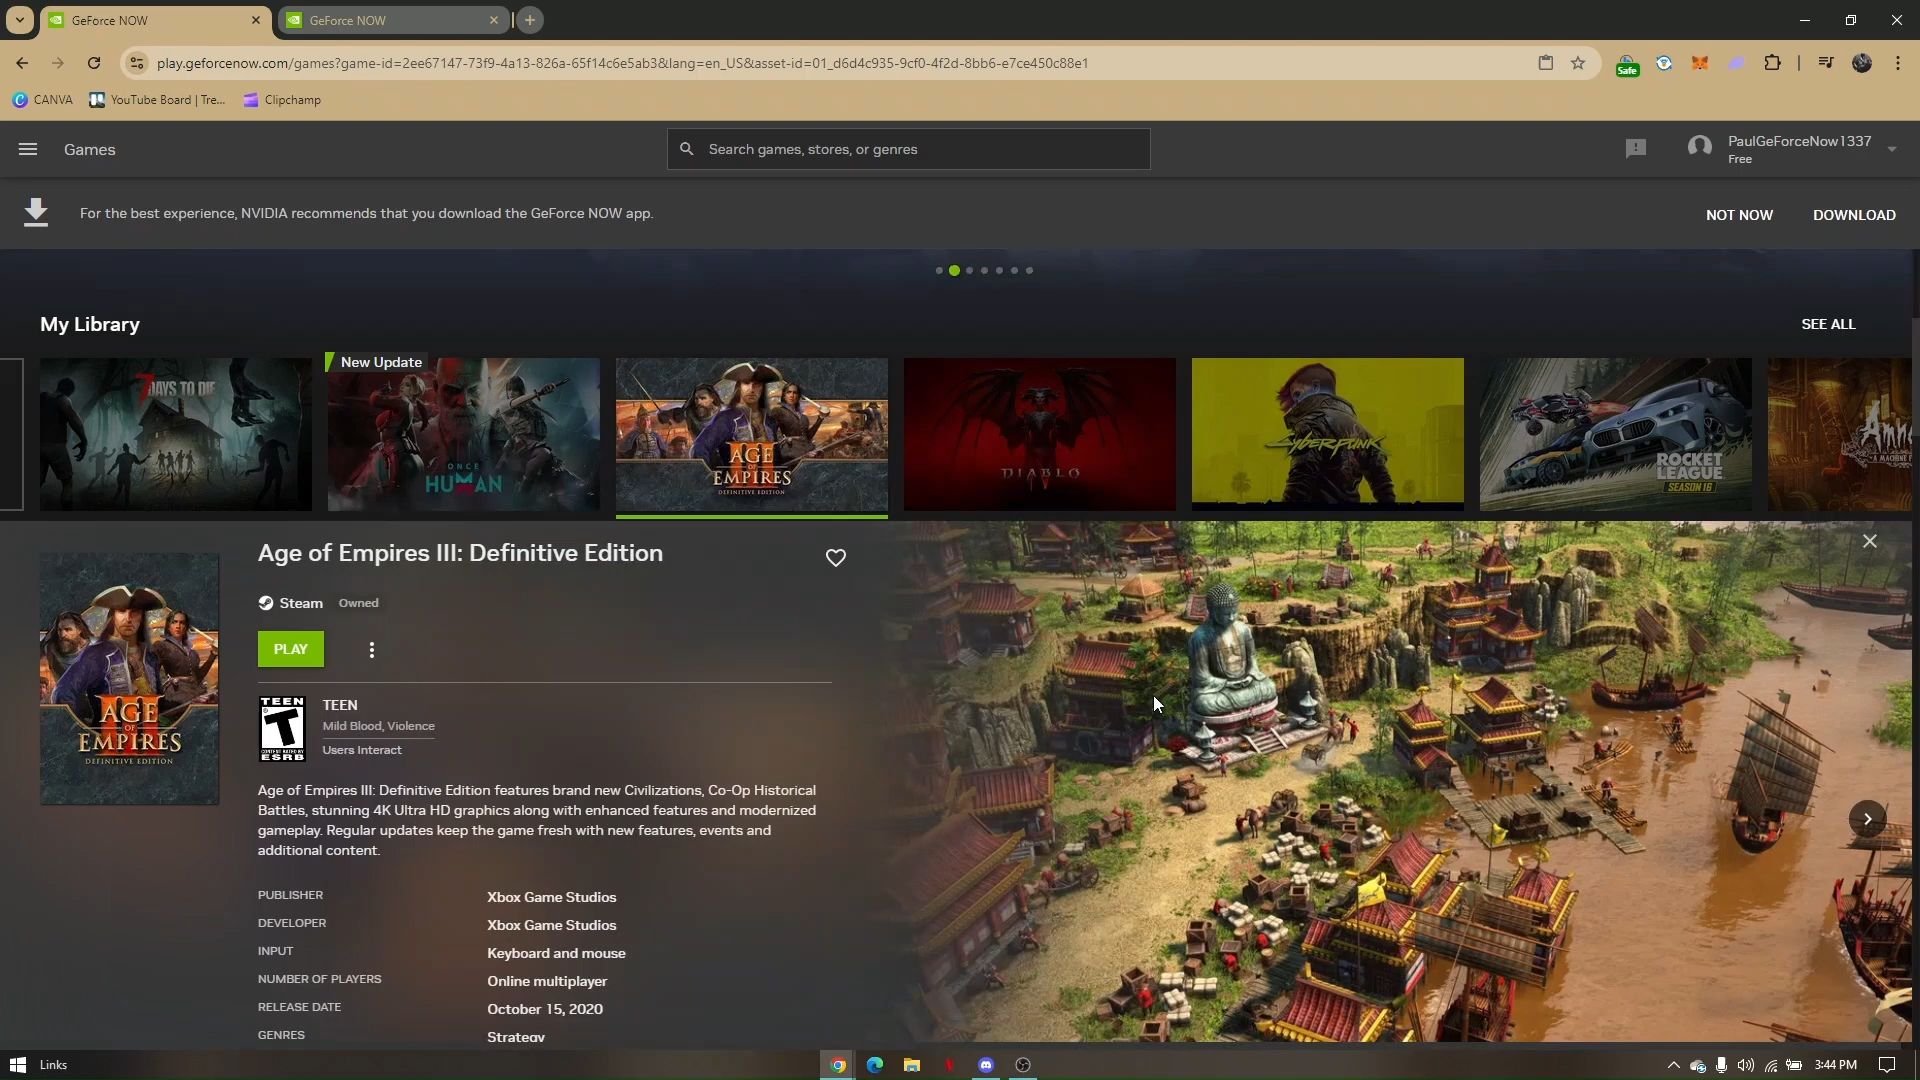 GeForce NOW
GeForce NOW
play.geforcenow.com/games?game-id=2ee67147-73f9-4a13-826a-65f14c6e5ab3&lang=en_US&asset-id=01_d6d4c935-9cf0-4f2d-8bb6-e7ce450c88e1
Safe
CANVA
YouTube Board | Tre...
Clipchamp
Games
Search games, stores, or genres
PaulGeForceNow1337
Free
For the best experience, NVIDIA recommends that you download the GeForce NOW app.
NOT NOW
DOWNLOAD
My Library
SEE ALL
7 DAYS TO DIE
New Update
ONCE
HUMAN
III
AGE
OF
EMPIRES
DEFINITIVE EDITION
DIABLO
IV
Cyberpunk
ROCKET
LEAGUE
SEASON 16
A MACHINE
Age of Empires III: Definitive Edition
Steam Owned
PLAY
III
AGE
OF
EMPIRES
DEFINITIVE EDITION
TEEN
T
CONTENT RATED BY
ESRB
TEEN
Mild Blood, Violence
Users Interact
Age of Empires III: Definitive Edition features brand new Civilizations, Co-Op Historical
Battles, stunning 4K Ultra HD graphics along with enhanced features and modernized
gameplay. Regular updates keep the game fresh with new features, events and
additional content.
PUBLISHER Xbox Game Studios
DEVELOPER Xbox Game Studios
INPUT Keyboard and mouse
NUMBER OF PLAYERS Online multiplayer
RELEASE DATE October 15, 2020
GENRES Strategy
Links
3:44 PM